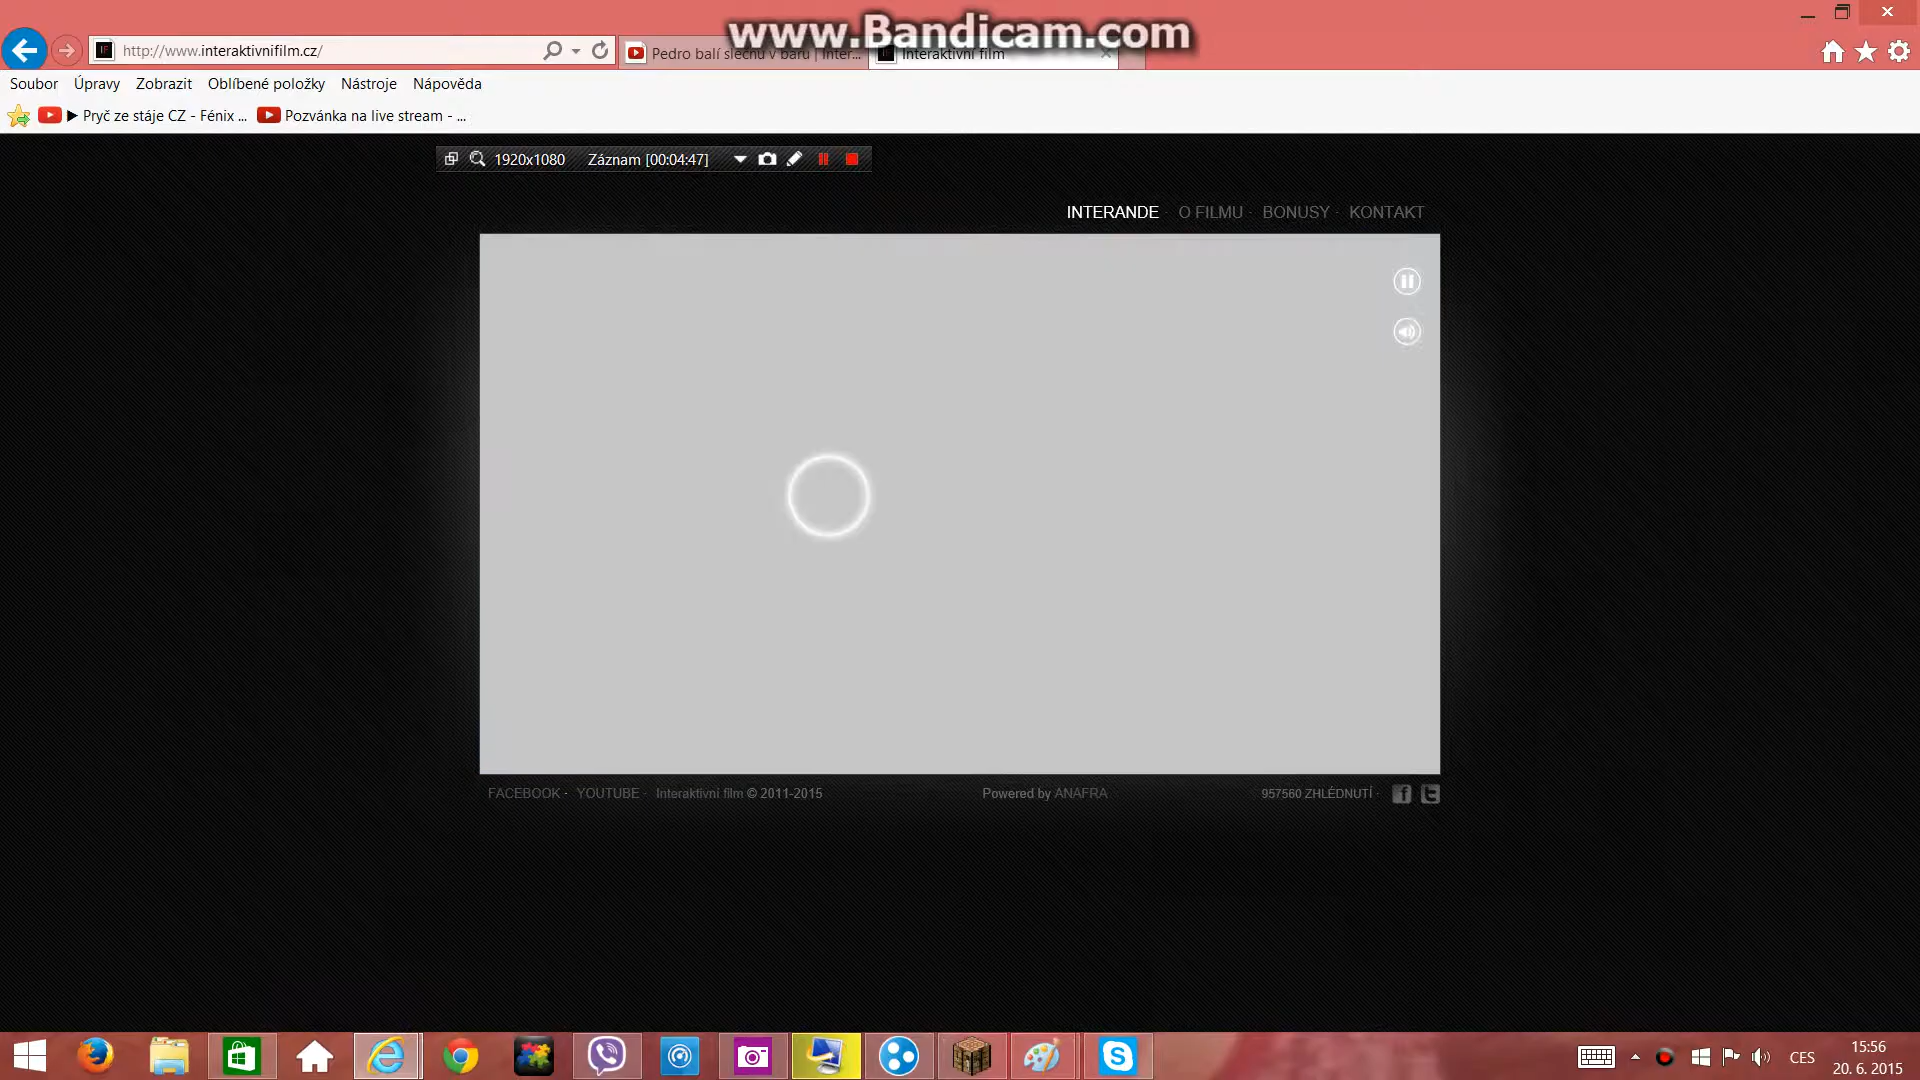 www.Bandicam.com
http://www.interaktivnifilm.cz/
Pedro balí slečnu v baru | Inter...
Interaktivní film
Soubor Úpravy Zobrazit Oblíbené položky Nástroje Nápověda
Pryč ze stáje CZ - Fénix ... Pozvánka na live stream - ...
1920x1080 Záznam [00:04:47]
INTERANDE · O FILMU · BONUSY · KONTAKT
FACEBOOK · YOUTUBE · Interaktivní film © 2011-2015 Powered by ANAFRA 957560 ZHLÉDNUTÍ ·
CES
15:56
20. 6. 2015